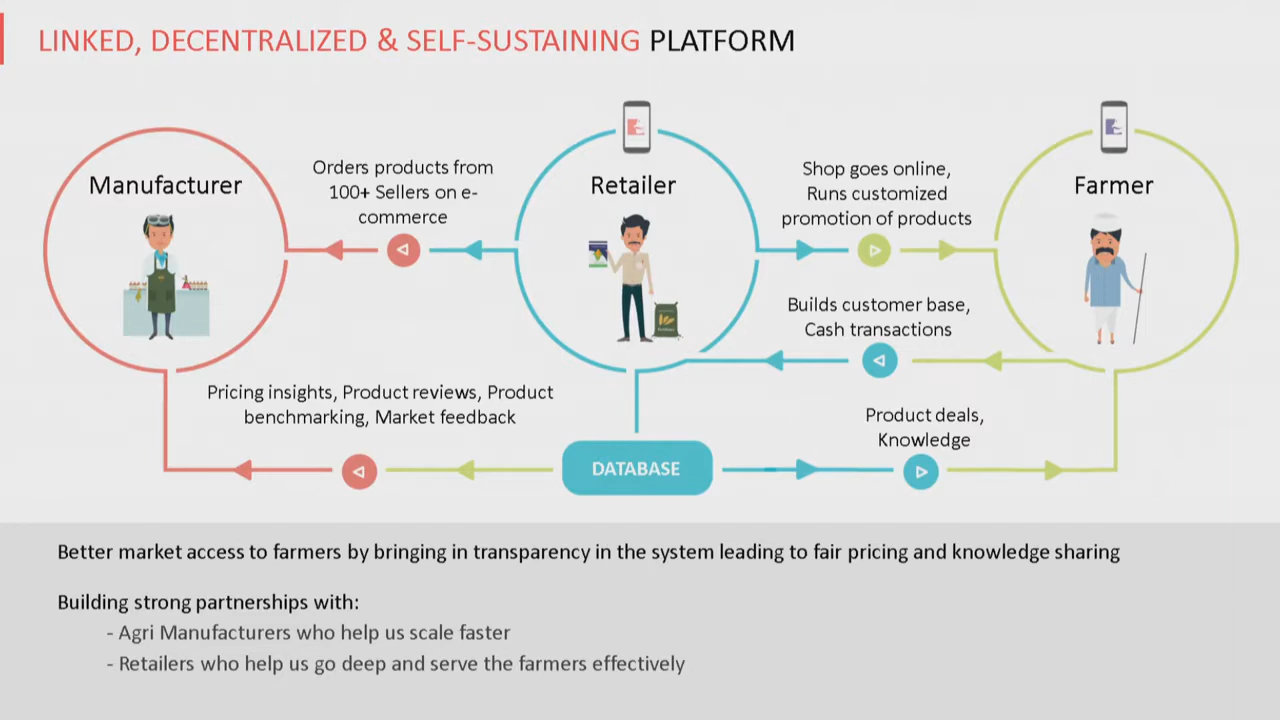 LINKED, DECENTRALIZED & SELF-SUSTAINING PLATFORM
Manufacturer
Orders products from
100+ Sellers on e-
commerce
Retailer
Shop goes online,
Runs customized
promotion of products
Farmer
Builds customer base,
Cash transactions
Pricing insights, Product reviews, Product
benchmarking, Market feedback
Product deals,
Knowledge
DATABASE
Better market access to farmers by bringing in transparency in the system leading to fair pricing and knowledge sharing
Building strong partnerships with:
- Agri Manufacturers who help us scale faster
- Retailers who help us go deep and serve the farmers effectively